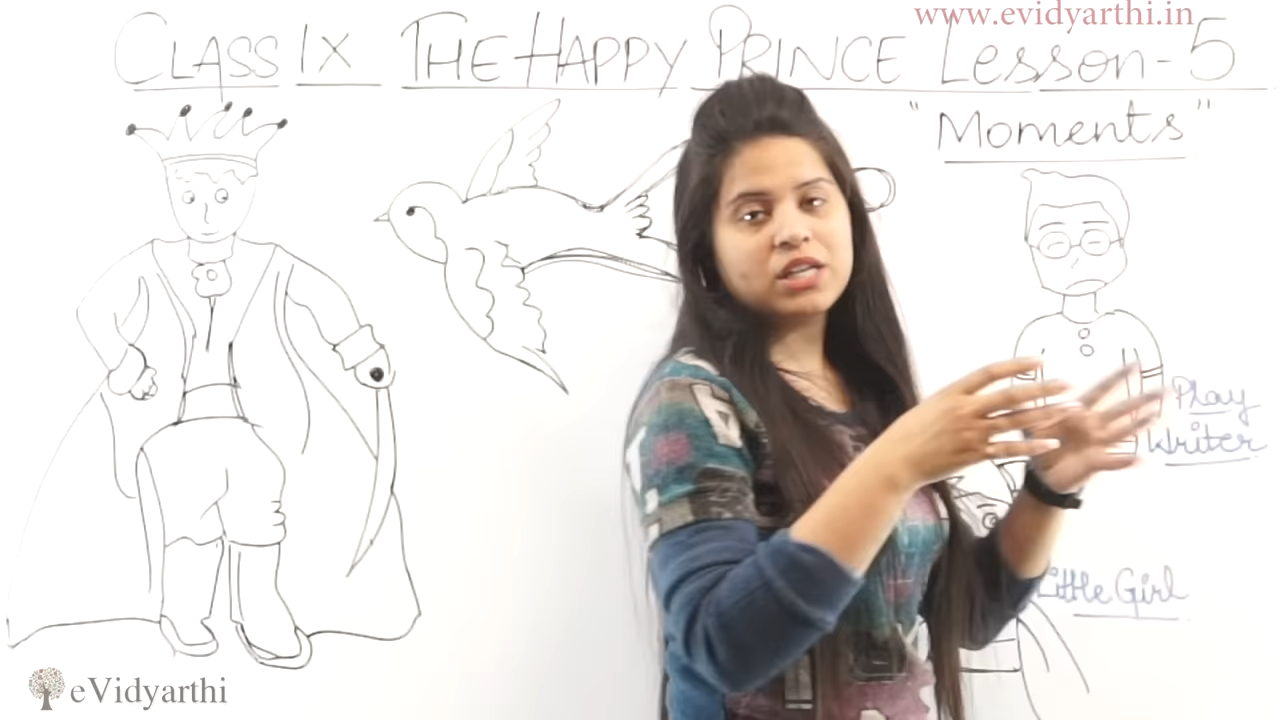 www.evidyarthi.in
CLASS IX THE HAPPY PRINCE Lesson-5
"Moments"
Play
Writer
Little Girl
eVidyarthi